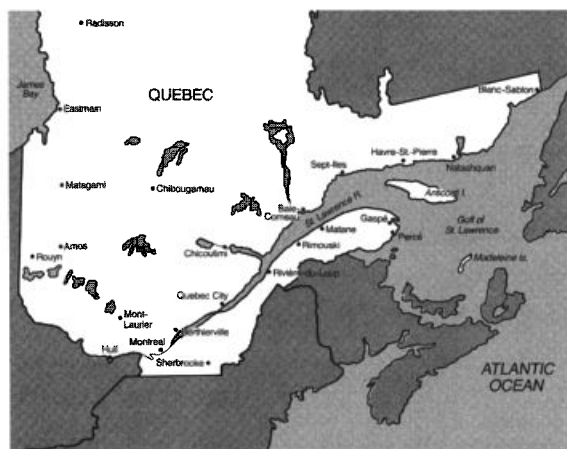 Radisson
James
Bay
QUEBEC
Blanc-Sablon
Eastmain
Havre-St.-Pierre
Sept-Iles
Natashquan
Matagami
Chibougamau
Anticosti I.
Baie-
Comeau
St. Lawrence R.
Gaspé
Matane
Gulf of
St. Lawrence
Amos
Chicoutimi
Rimouski
Percé
Rouyn
Madeleine Is.
Rivière-du-Loup
Quebec City
Mont-
Laurier
Berthierville
Hull
Montreal
Sherbrooke
ATLANTIC
OCEAN